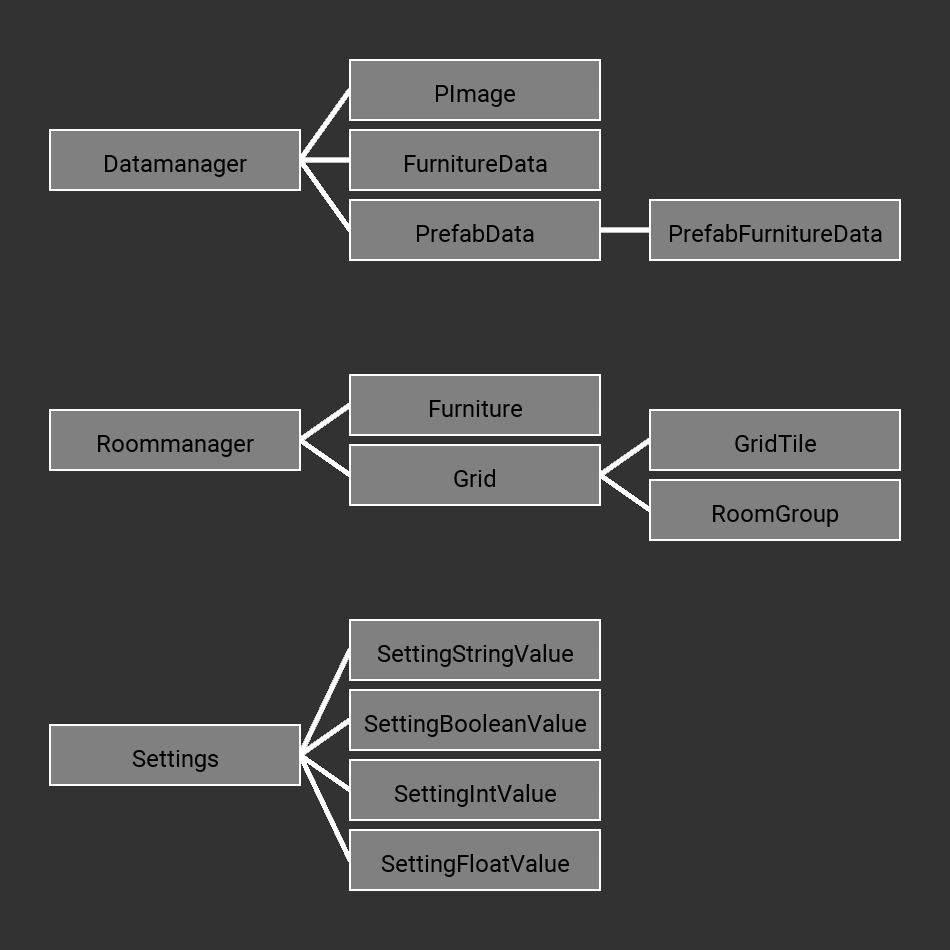 PImage
Datamanager
FurnitureData
PrefabData
PrefabFurnitureData
Furniture
Roommanager
GridTile
Grid
RoomGroup
SettingStringValue
SettingBooleanValue
Settings
SettingIntValue
SettingFloatValue